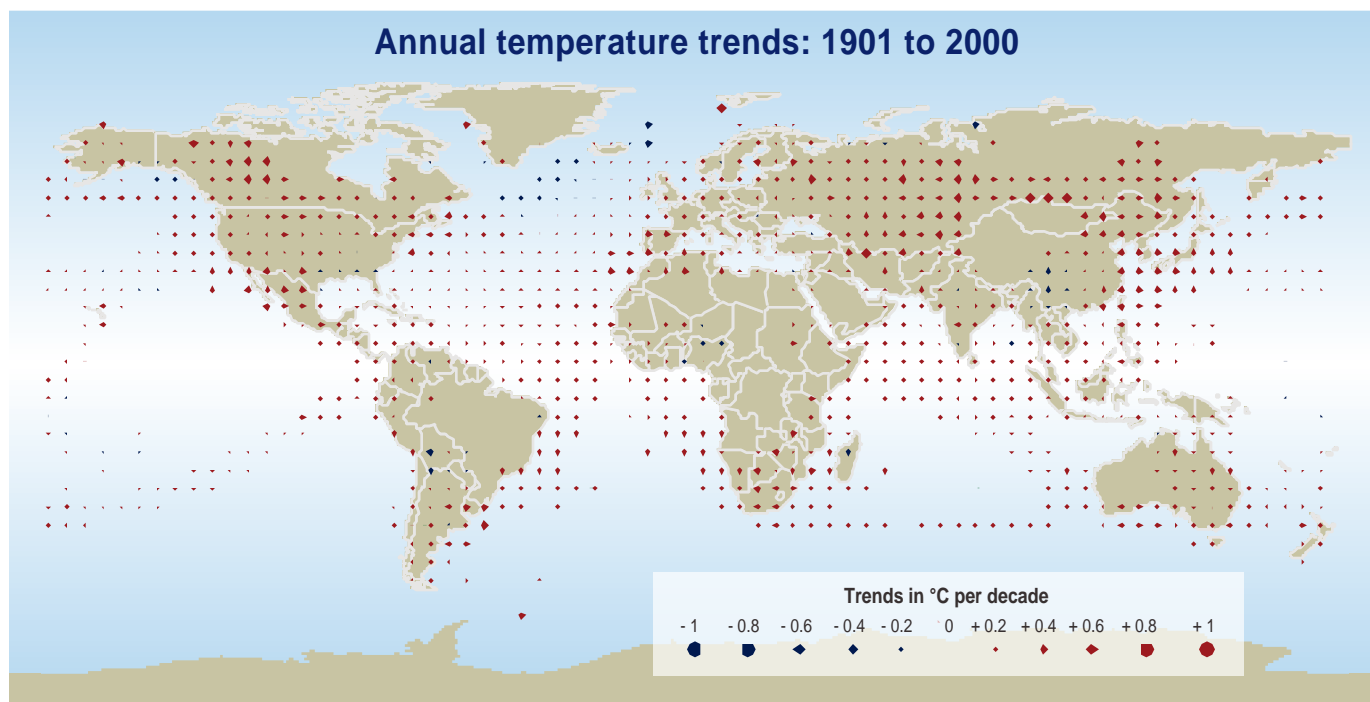 Annual temperature trends: 1901 to 2000
Trends in °C per decade
- 1 - 0.8 - 0.6 - 0.4 - 0.2 0 + 0.2 + 0.4 + 0.6 + 0.8 + 1